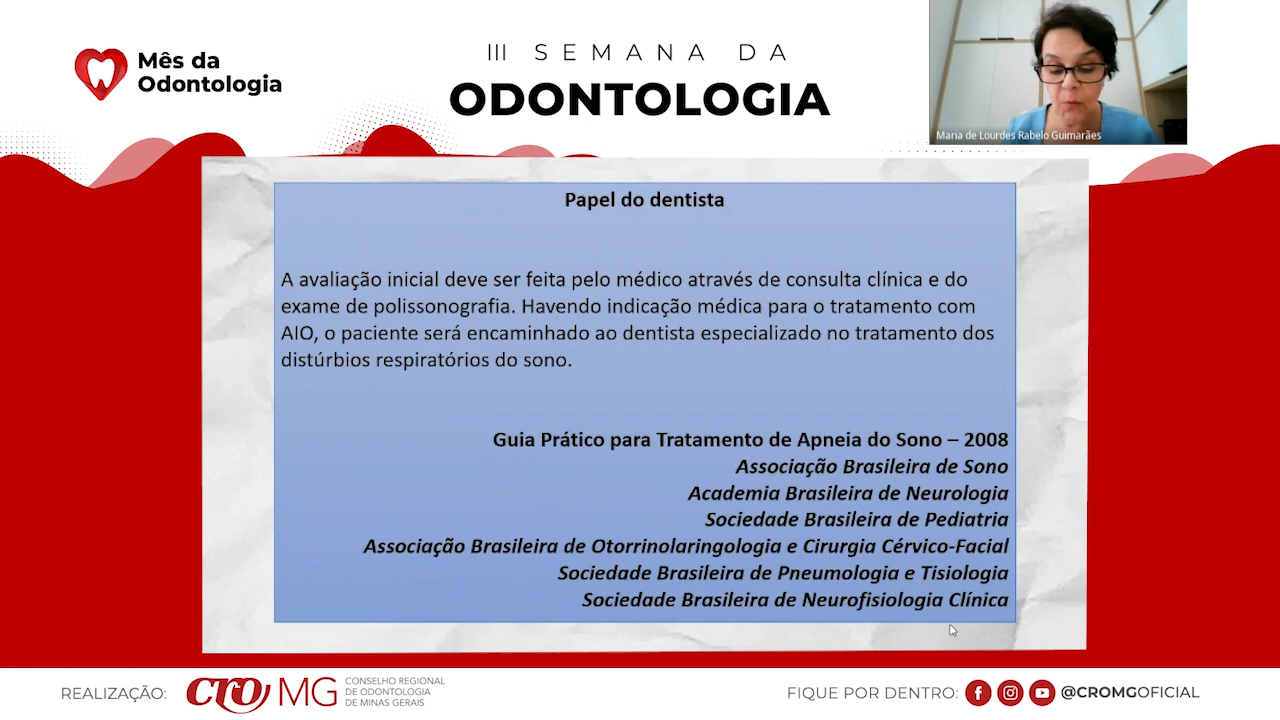 Mês da
Odontologia
III SEMANA DA
ODONTOLOGIA
Maria de Lourdes Rabelo Guimarães
Papel do dentista
A avaliação inicial deve ser feita pelo médico através de consulta clínica e do
exame de polissonografia. Havendo indicação médica para o tratamento com
AIO, o paciente será encaminhado ao dentista especializado no tratamento dos
distúrbios respiratórios do sono.
Guia Prático para Tratamento de Apneia do Sono – 2008
Associação Brasileira de Sono
Academia Brasileira de Neurologia
Sociedade Brasileira de Pediatria
Associação Brasileira de Otorrinolaringologia e Cirurgia Cérvico-Facial
Sociedade Brasileira de Pneumologia e Tisiologia
Sociedade Brasileira de Neurofisiologia Clínica
REALIZAÇÃO:
CRO MG
CONSELHO REGIONAL
DE ODONTOLOGIA
DE MINAS GERAIS
FIQUE POR DENTRO: @CROMGOFICIAL